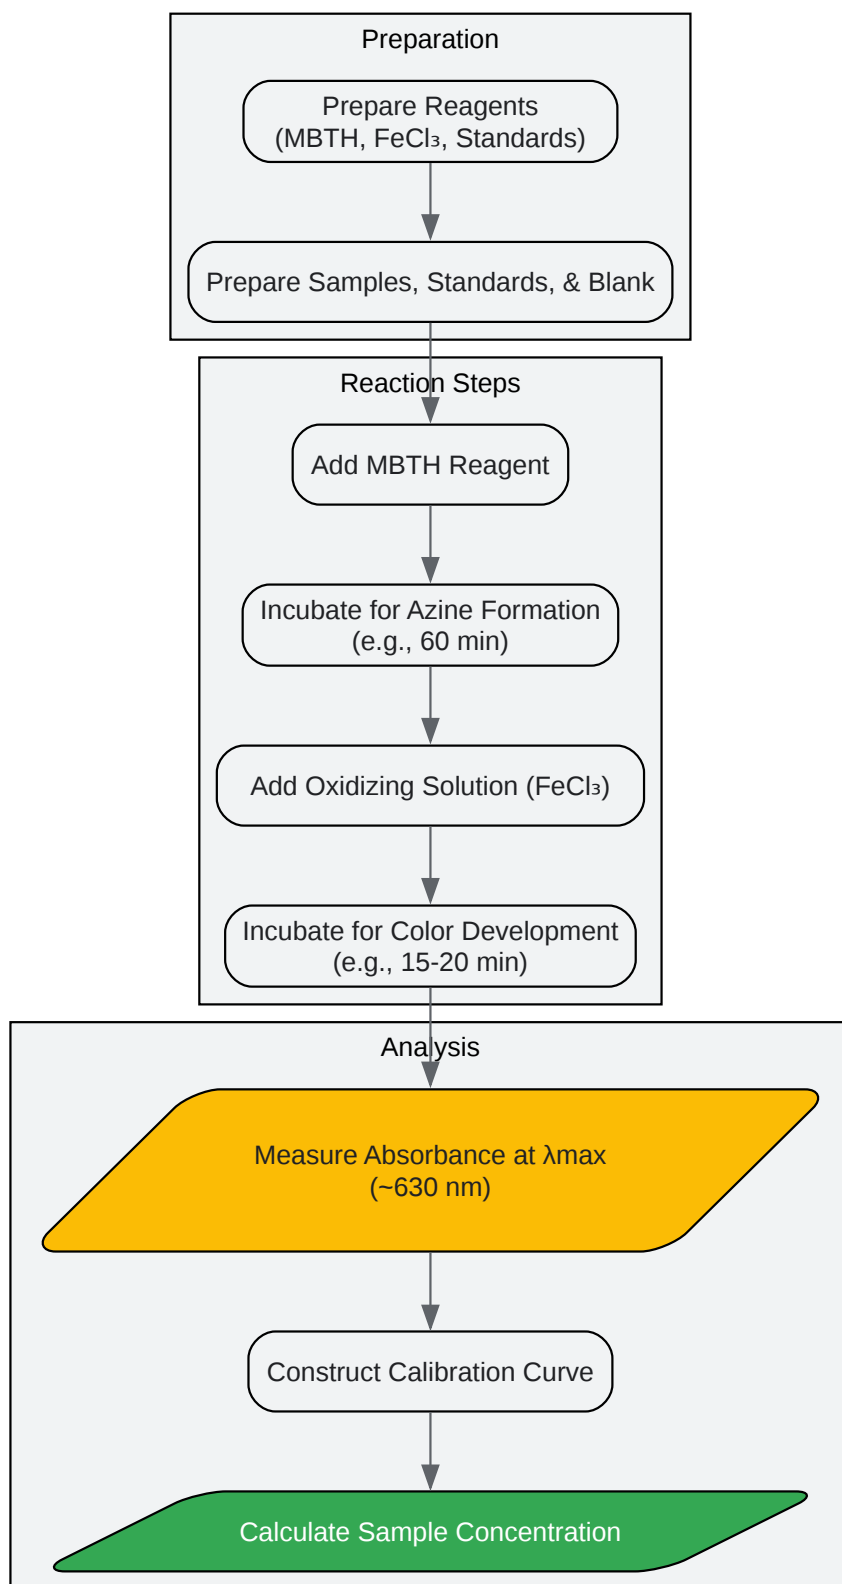 Preparation
Prepare Reagents
(MBTH, FeCl₃, Standards)
Prepare Samples, Standards, & Blank
Reaction Steps
Add MBTH Reagent
Incubate for Azine Formation
(e.g., 60 min)
Add Oxidizing Solution (FeCl₃)
Incubate for Color Development
(e.g., 15-20 min)
Analysis
Measure Absorbance at λmax
(~630 nm)
Construct Calibration Curve
Calculate Sample Concentration